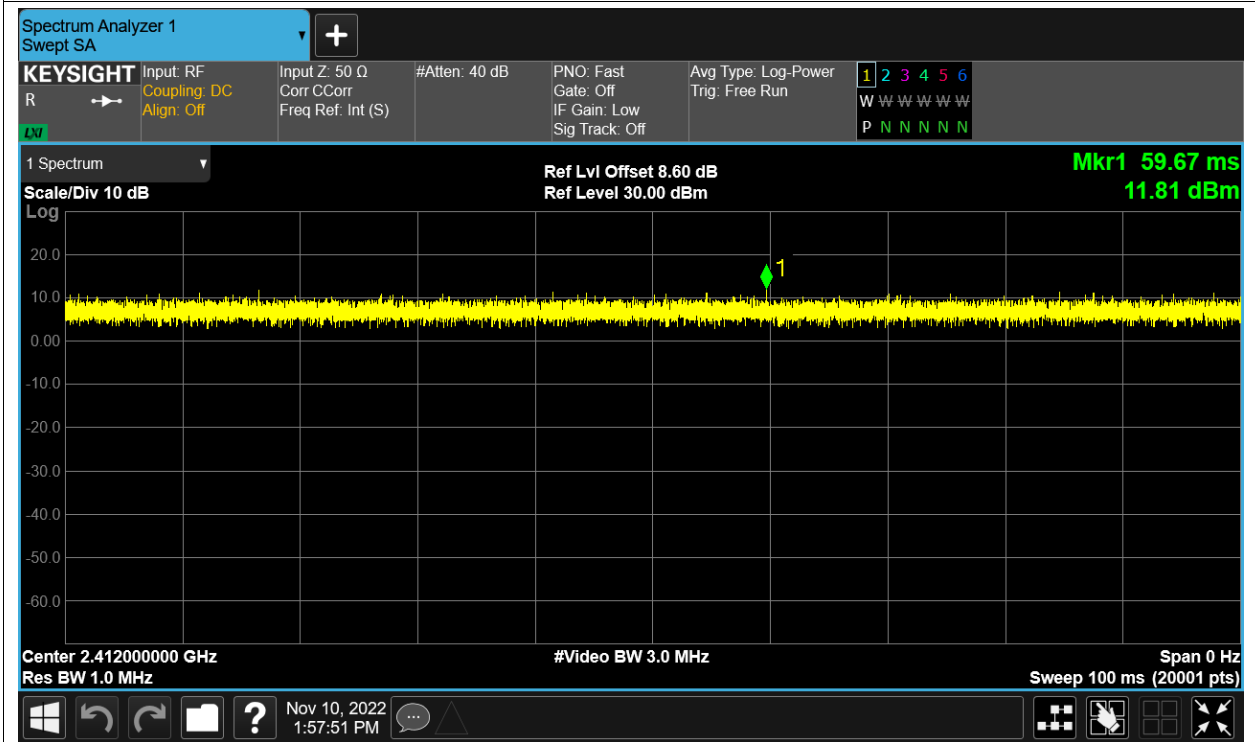 Spectrum Analyzer 1
Swept SA
KEYSIGHT
R
LXI
Input: RF
Coupling: DC
Align: Off
Input Z: 50 Ω
Corr CCorr
Freq Ref: Int (S)
#Atten: 40 dB
PNO: Fast
Gate: Off
IF Gain: Low
Sig Track: Off
Avg Type: Log-Power
Trig: Free Run
1 2 3 4 5 6
W W W W W W
P N N N N N
1 Spectrum
Scale/Div 10 dB
Log
Ref Lvl Offset 8.60 dB
Ref Level 30.00 dBm
Mkr1 59.67 ms
11.81 dBm
1
20.0
10.0
0.00
-10.0
-20.0
-30.0
-40.0
-50.0
-60.0
Center 2.412000000 GHz
Res BW 1.0 MHz
#Video BW 3.0 MHz
Span 0 Hz
Sweep 100 ms (20001 pts)
?
Nov 10, 2022
1:57:51 PM